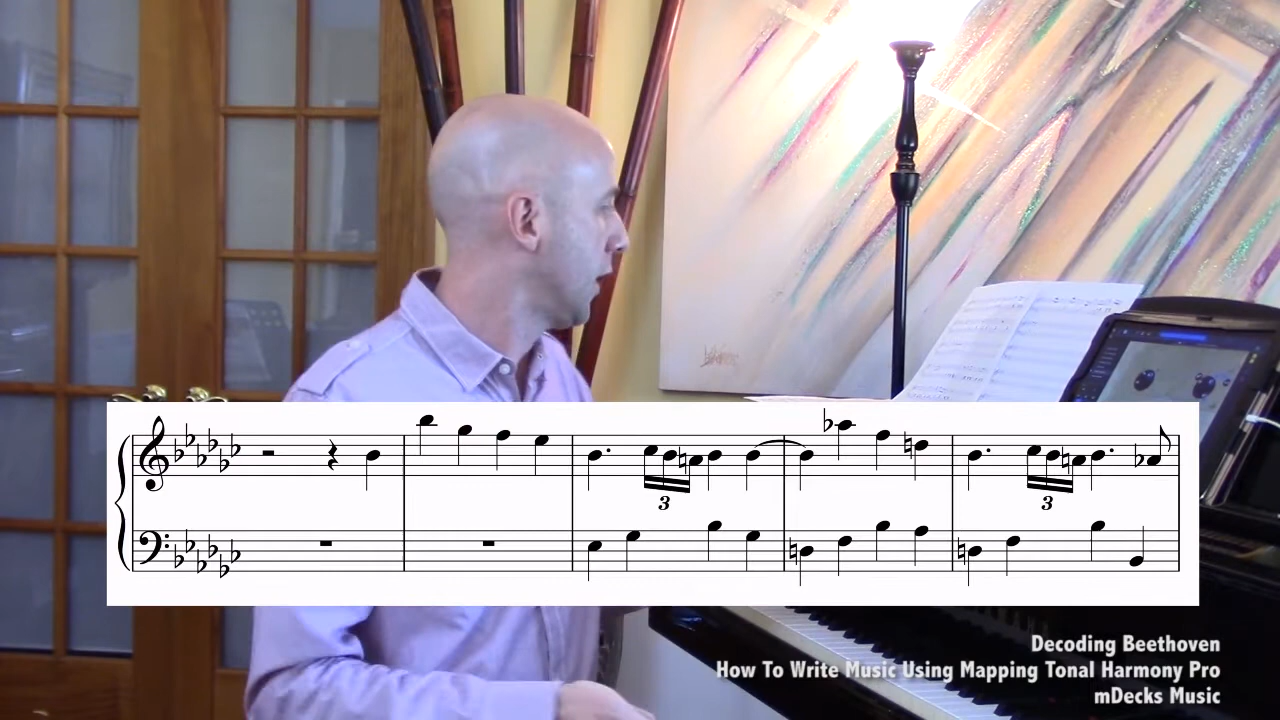 3
3
Decoding Beethoven
How To Write Music Using Mapping Tonal Harmony Pro
mDecks Music